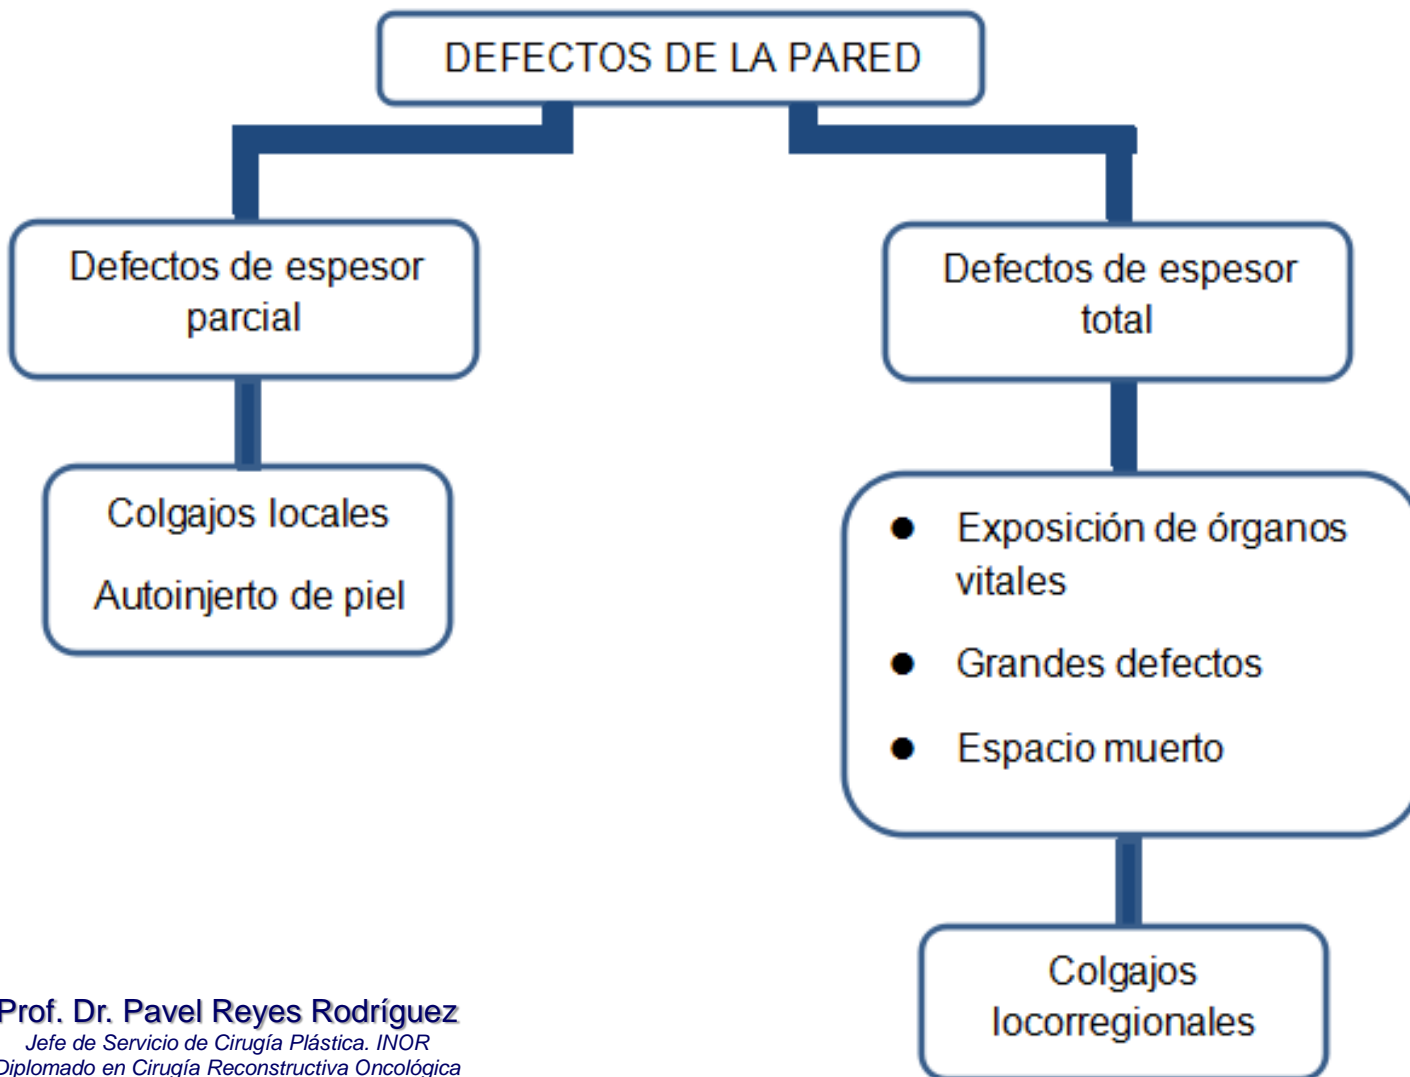 DEFECTOS DE LA PARED
Defectos de espesor
parcial
Defectos de espesor
total
Colgajos locales
Autoinjerto de piel
● Exposición de órganos
vitales
● Grandes defectos
● Espacio muerto
Colgajos
locorregionales
Prof. Dr. Pavel Reyes Rodríguez
Jefe de Servicio de Cirugía Plástica. INOR
Diplomado en Cirugía Reconstructiva Oncológica